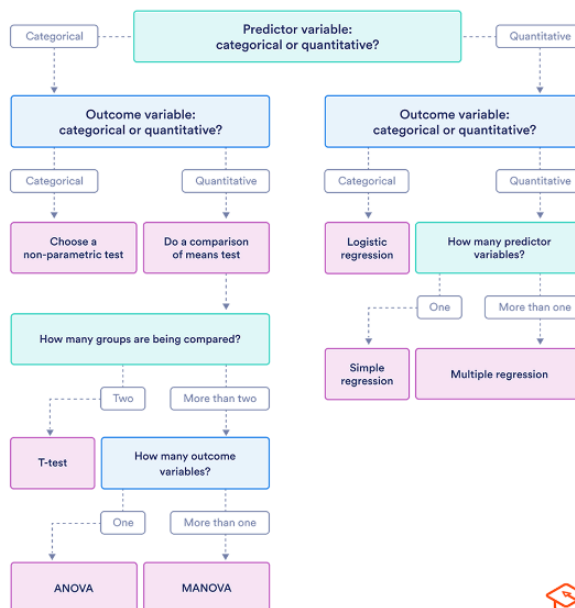 Predictor variable:
categorical or quantitative?
Categorical
Quantitative
Outcome variable:
categorical or quantitative?
Outcome variable:
categorical or quantitative?
Categorical
Quantitative
Categorical
Quantitative
Choose a
non-parametric test
Do a comparison
of means test
Logistic
regression
How many predictor
variables?
One
More than one
How many groups are being compared?
Simple
regression
Multiple regression
Two
More than two
T-test
How many outcome
variables?
One
More than one
ANOVA
MANOVA